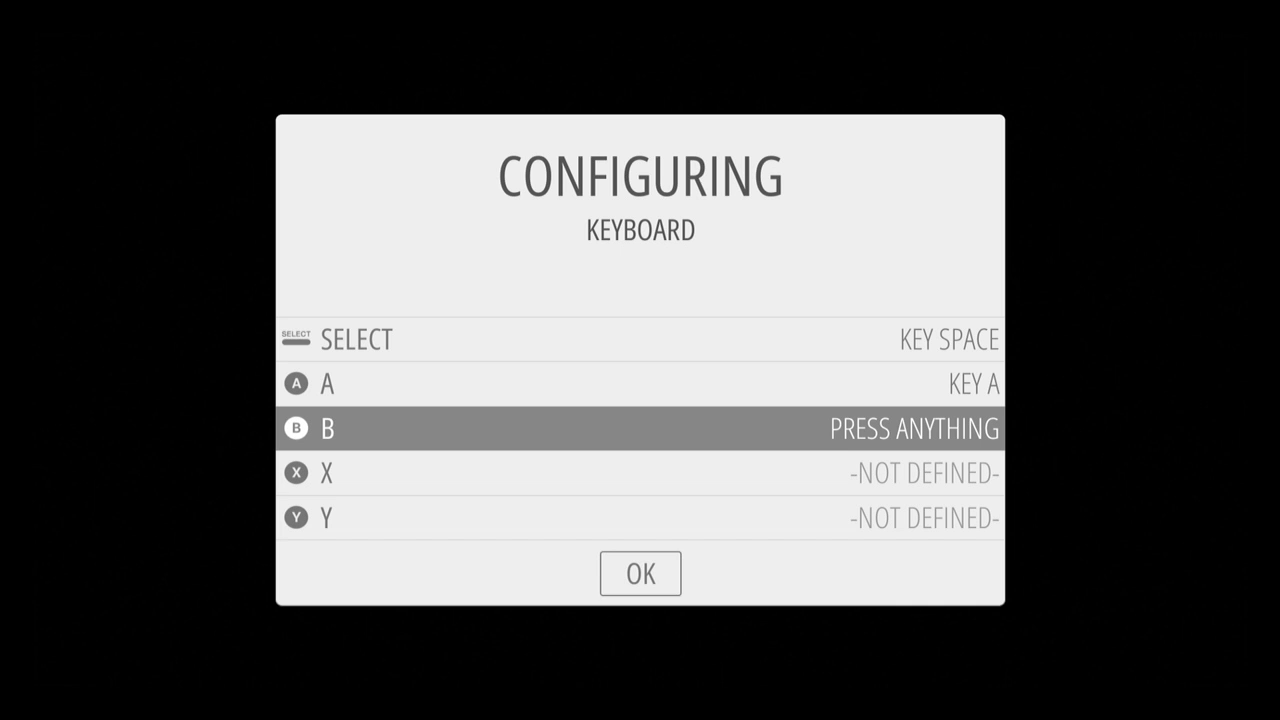 CONFIGURING
KEYBOARD
SELECT SELECT KEY SPACE
A A KEY A
B B PRESS ANYTHING
X X -NOT DEFINED-
Y Y -NOT DEFINED-
OK